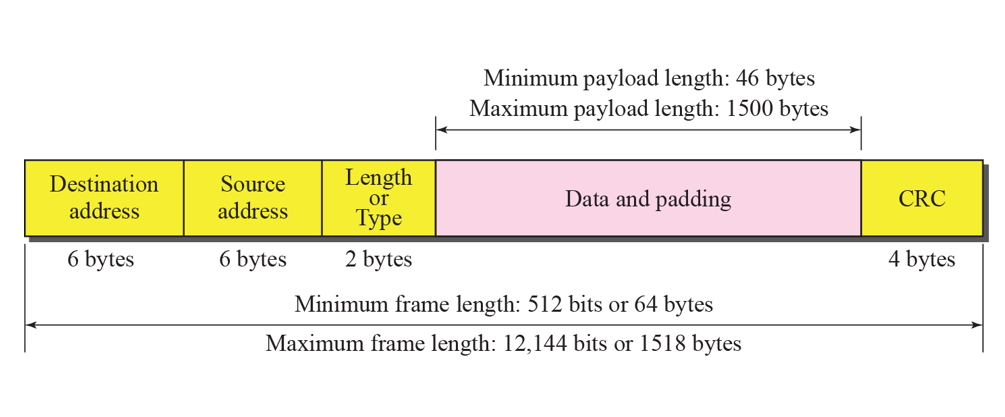 Minimum payload length: 46 bytes
Maximum payload length: 1500 bytes
Destination
address
Source
address
Length
or
Type
Data and padding
CRC
6 bytes
6 bytes
2 bytes
4 bytes
Minimum frame length: 512 bits or 64 bytes
Maximum frame length: 12,144 bits or 1518 bytes